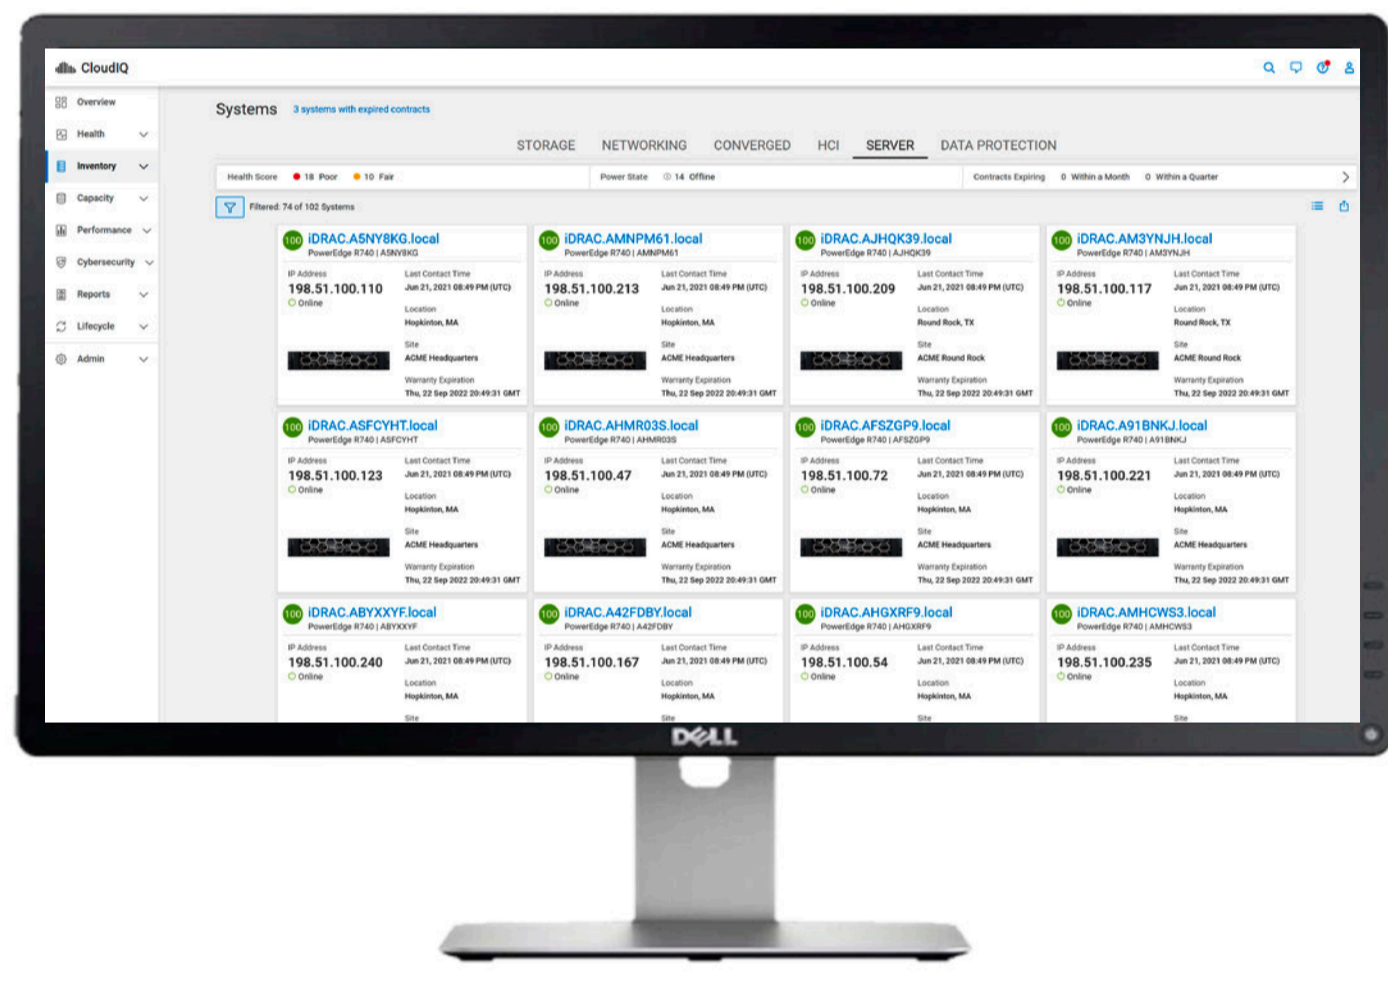 CloudIQ
Overview
Health
Inventory
Capacity
Performance
Cybersecurity
Reports
Lifecycle
Admin
Systems 3 systems with expired contracts
STORAGE NETWORKING CONVERGED HCI SERVER DATA PROTECTION
Health Score 18 Poor 10 Fair Power State 14 Offline Contracts Expiring 0 Within a Month 0 Within a Quarter
Filtered: 74 of 102 Systems
100 iDRAC.A5NY8KG.local
PowerEdge R740 | A5NY8KG
IP Address Last Contact Time
198.51.100.110 Jun 21, 2021 08:49 PM (UTC)
Online
Location
Hopkinton, MA
Site
ACME Headquarters
Warranty Expiration
Thu, 22 Sep 2022 20:49:31 GMT
100 iDRAC.AMNPM61.local
PowerEdge R740 | AMNPM61
IP Address Last Contact Time
198.51.100.213 Jun 21, 2021 08:49 PM (UTC)
Online
Location
Hopkinton, MA
Site
ACME Headquarters
Warranty Expiration
Thu, 22 Sep 2022 20:49:31 GMT
100 iDRAC.AJHQK39.local
PowerEdge R740 | AJHQK39
IP Address Last Contact Time
198.51.100.209 Jun 21, 2021 08:49 PM (UTC)
Online
Location
Round Rock, TX
Site
ACME Round Rock
Warranty Expiration
Thu, 22 Sep 2022 20:49:31 GMT
100 iDRAC.AM3YNJH.local
PowerEdge R740 | AM3YNJH
IP Address Last Contact Time
198.51.100.117 Jun 21, 2021 08:49 PM (UTC)
Online
Location
Round Rock, TX
Site
ACME Round Rock
Warranty Expiration
Thu, 22 Sep 2022 20:49:31 GMT
100 iDRAC.ASFCYHT.local
PowerEdge R740 | ASFCYHT
IP Address Last Contact Time
198.51.100.123 Jun 21, 2021 08:49 PM (UTC)
Online
Location
Hopkinton, MA
Site
ACME Headquarters
Warranty Expiration
Thu, 22 Sep 2022 20:49:31 GMT
100 iDRAC.AHMR03S.local
PowerEdge R740 | AHMR03S
IP Address Last Contact Time
198.51.100.47 Jun 21, 2021 08:49 PM (UTC)
Online
Location
Hopkinton, MA
Site
ACME Headquarters
Warranty Expiration
Thu, 22 Sep 2022 20:49:31 GMT
100 iDRAC.AFSZGP9.local
PowerEdge R740 | AFSZGP9
IP Address Last Contact Time
198.51.100.72 Jun 21, 2021 08:49 PM (UTC)
Online
Location
Hopkinton, MA
Site
ACME Headquarters
Warranty Expiration
Thu, 22 Sep 2022 20:49:31 GMT
100 iDRAC.A91BNKJ.local
PowerEdge R740 | A91BNKJ
IP Address Last Contact Time
198.51.100.221 Jun 21, 2021 08:49 PM (UTC)
Online
Location
Hopkinton, MA
Site
ACME Headquarters
Warranty Expiration
Thu, 22 Sep 2022 20:49:31 GMT
100 iDRAC.ABYXXYF.local
PowerEdge R740 | ABYXXYF
IP Address Last Contact Time
198.51.100.240 Jun 21, 2021 08:49 PM (UTC)
Online
Location
Hopkinton, MA
Site
100 iDRAC.A42FDBY.local
PowerEdge R740 | A42FDBY
IP Address Last Contact Time
198.51.100.167 Jun 21, 2021 08:49 PM (UTC)
Online
Location
Hopkinton, MA
Site
100 iDRAC.AHGXRF9.local
PowerEdge R740 | AHGXRF9
IP Address Last Contact Time
198.51.100.54 Jun 21, 2021 08:49 PM (UTC)
Online
Location
Hopkinton, MA
Site
100 iDRAC.AMHCWS3.local
PowerEdge R740 | AMHCWS3
IP Address Last Contact Time
198.51.100.235 Jun 21, 2021 08:49 PM (UTC)
Online
Location
Hopkinton, MA
Site
DELL